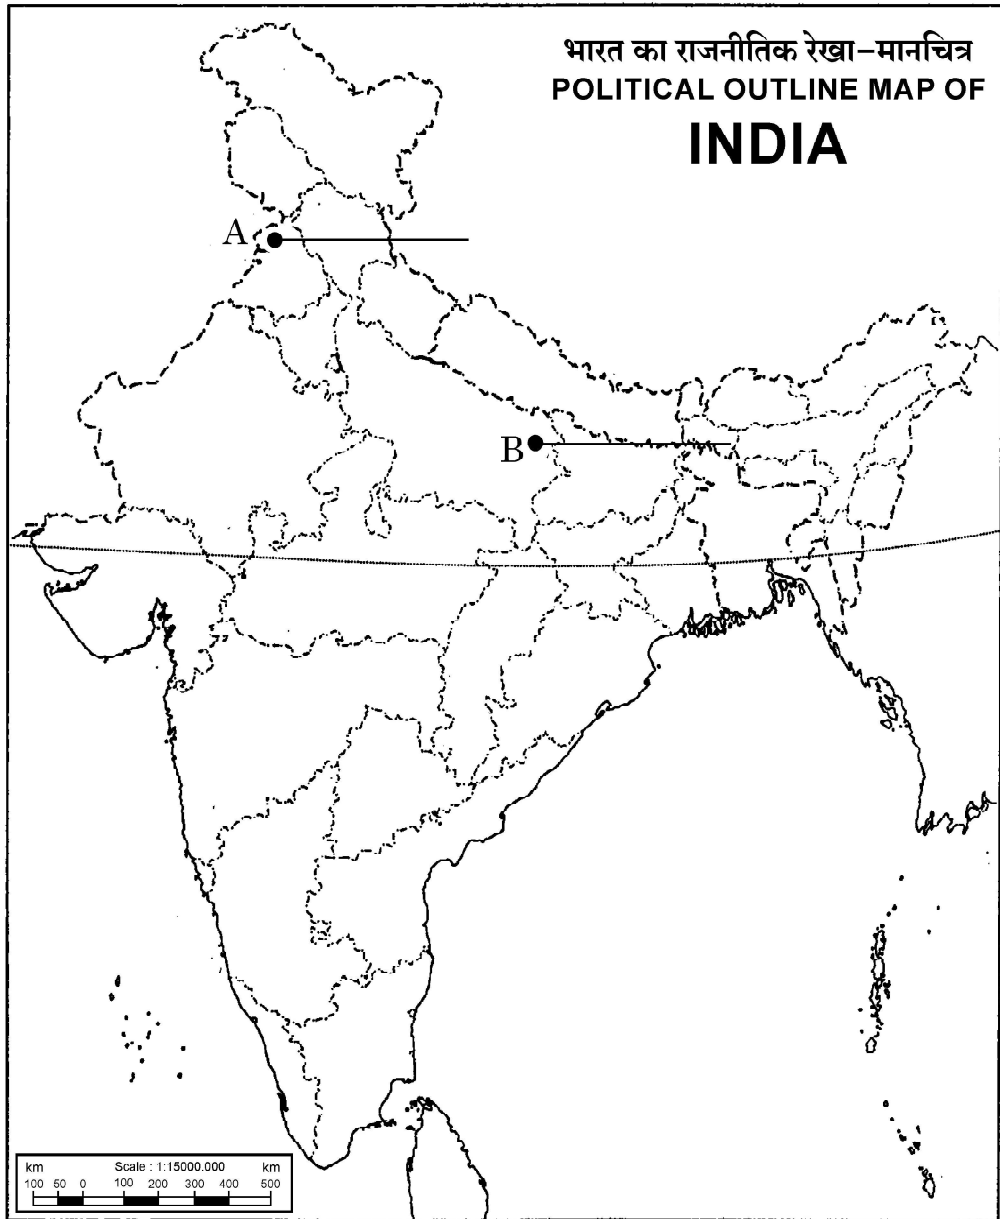 भारत का राजनीतिक रेखा-मानचित्र
POLITICAL OUTLINE MAP OF
INDIA
A
B
km Scale : 1:15000.000 km
100 50 0 100 200 300 400 500